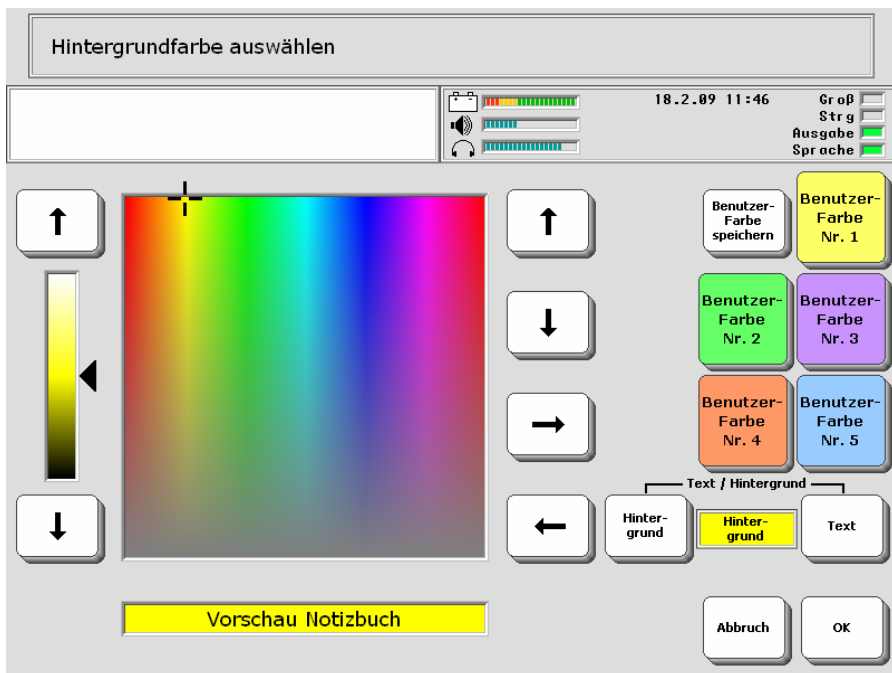 Hintergrundfarbe auswählen
18.2.09 11:46
Groß
Strg
Ausgabe
Sprache
Benutzer-
Farbe
speichern
Benutzer-
Farbe
Nr. 1
Benutzer-
Farbe
Nr. 2
Benutzer-
Farbe
Nr. 3
Benutzer-
Farbe
Nr. 4
Benutzer-
Farbe
Nr. 5
Text / Hintergrund
Hinter-
grund
Hinter-
grund
Text
Vorschau Notizbuch
Abbruch
OK